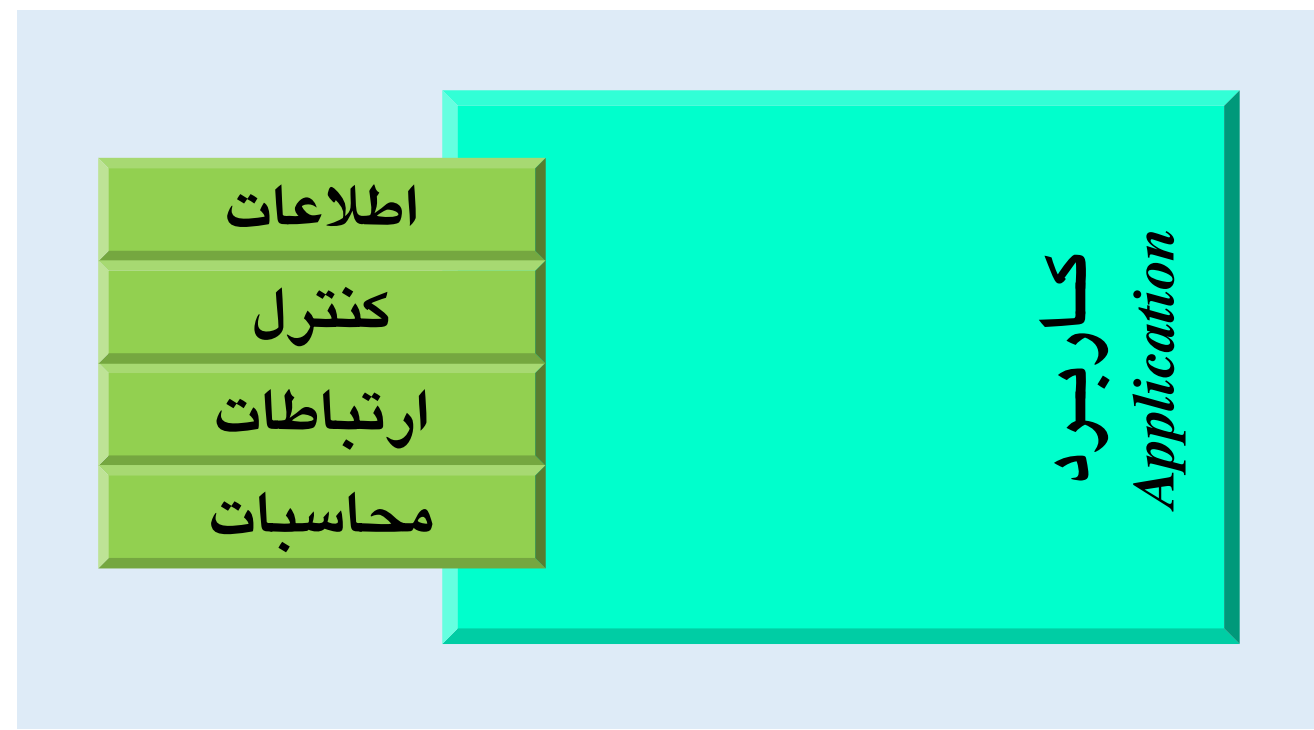 اطلاعات
کنترل
ارتباطات
محاسبات
کاربرد
Application